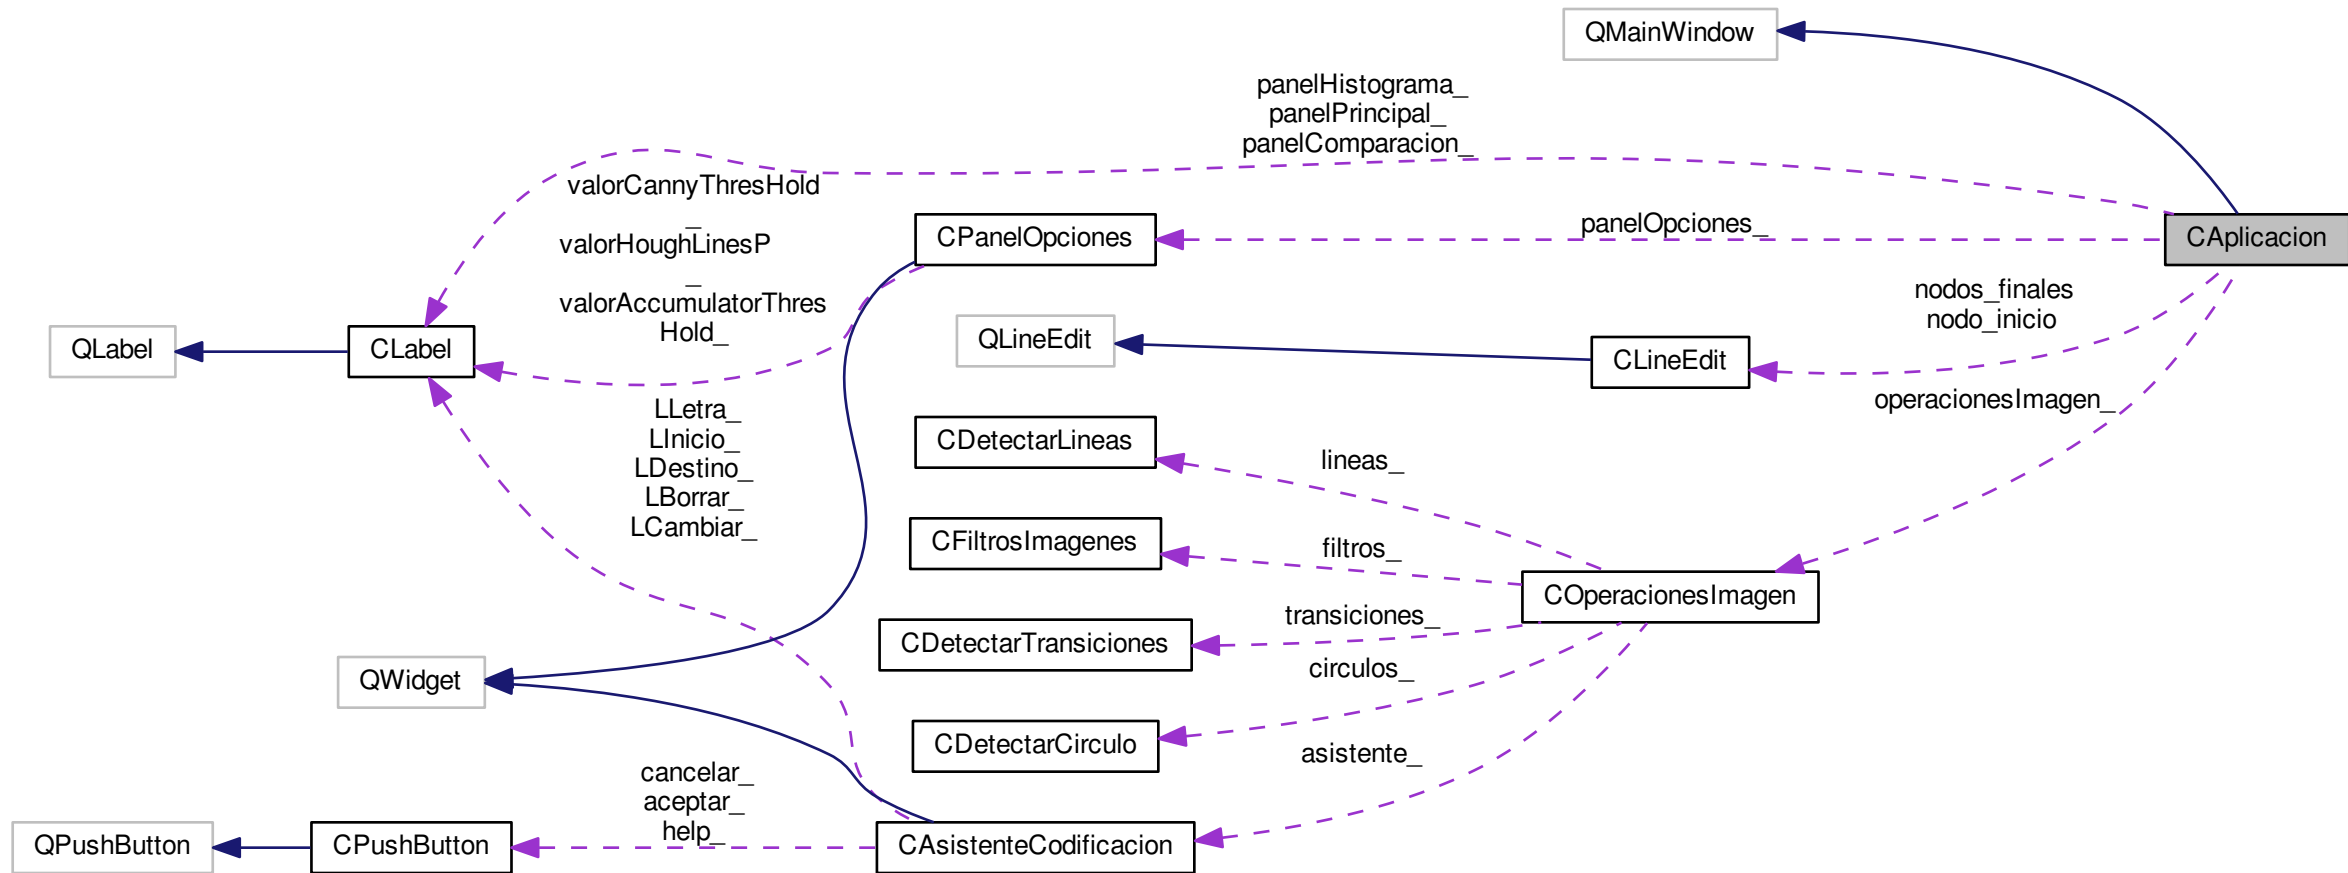 QMainWindow
panelHistograma_
panelPrincipal_
panelComparacion_
valorCannyThresHold
_
valorHoughLinesP
_
valorAccumulatorThres
Hold_
CPanelOpciones
panelOpciones_
CAplicacion
nodos_finales
nodo_inicio
QLabel
CLabel
QLineEdit
CLineEdit
operacionesImagen_
LLetra_
LInicio_
LDestino_
LBorrar_
LCambiar_
CDetectarLineas
lineas_
CFiltrosImagenes
filtros_
COperacionesImagen
transiciones_
CDetectarTransiciones
circulos_
QWidget
CDetectarCirculo
asistente_
cancelar_
aceptar_
help_
QPushButton
CPushButton
CAsistenteCodificacion